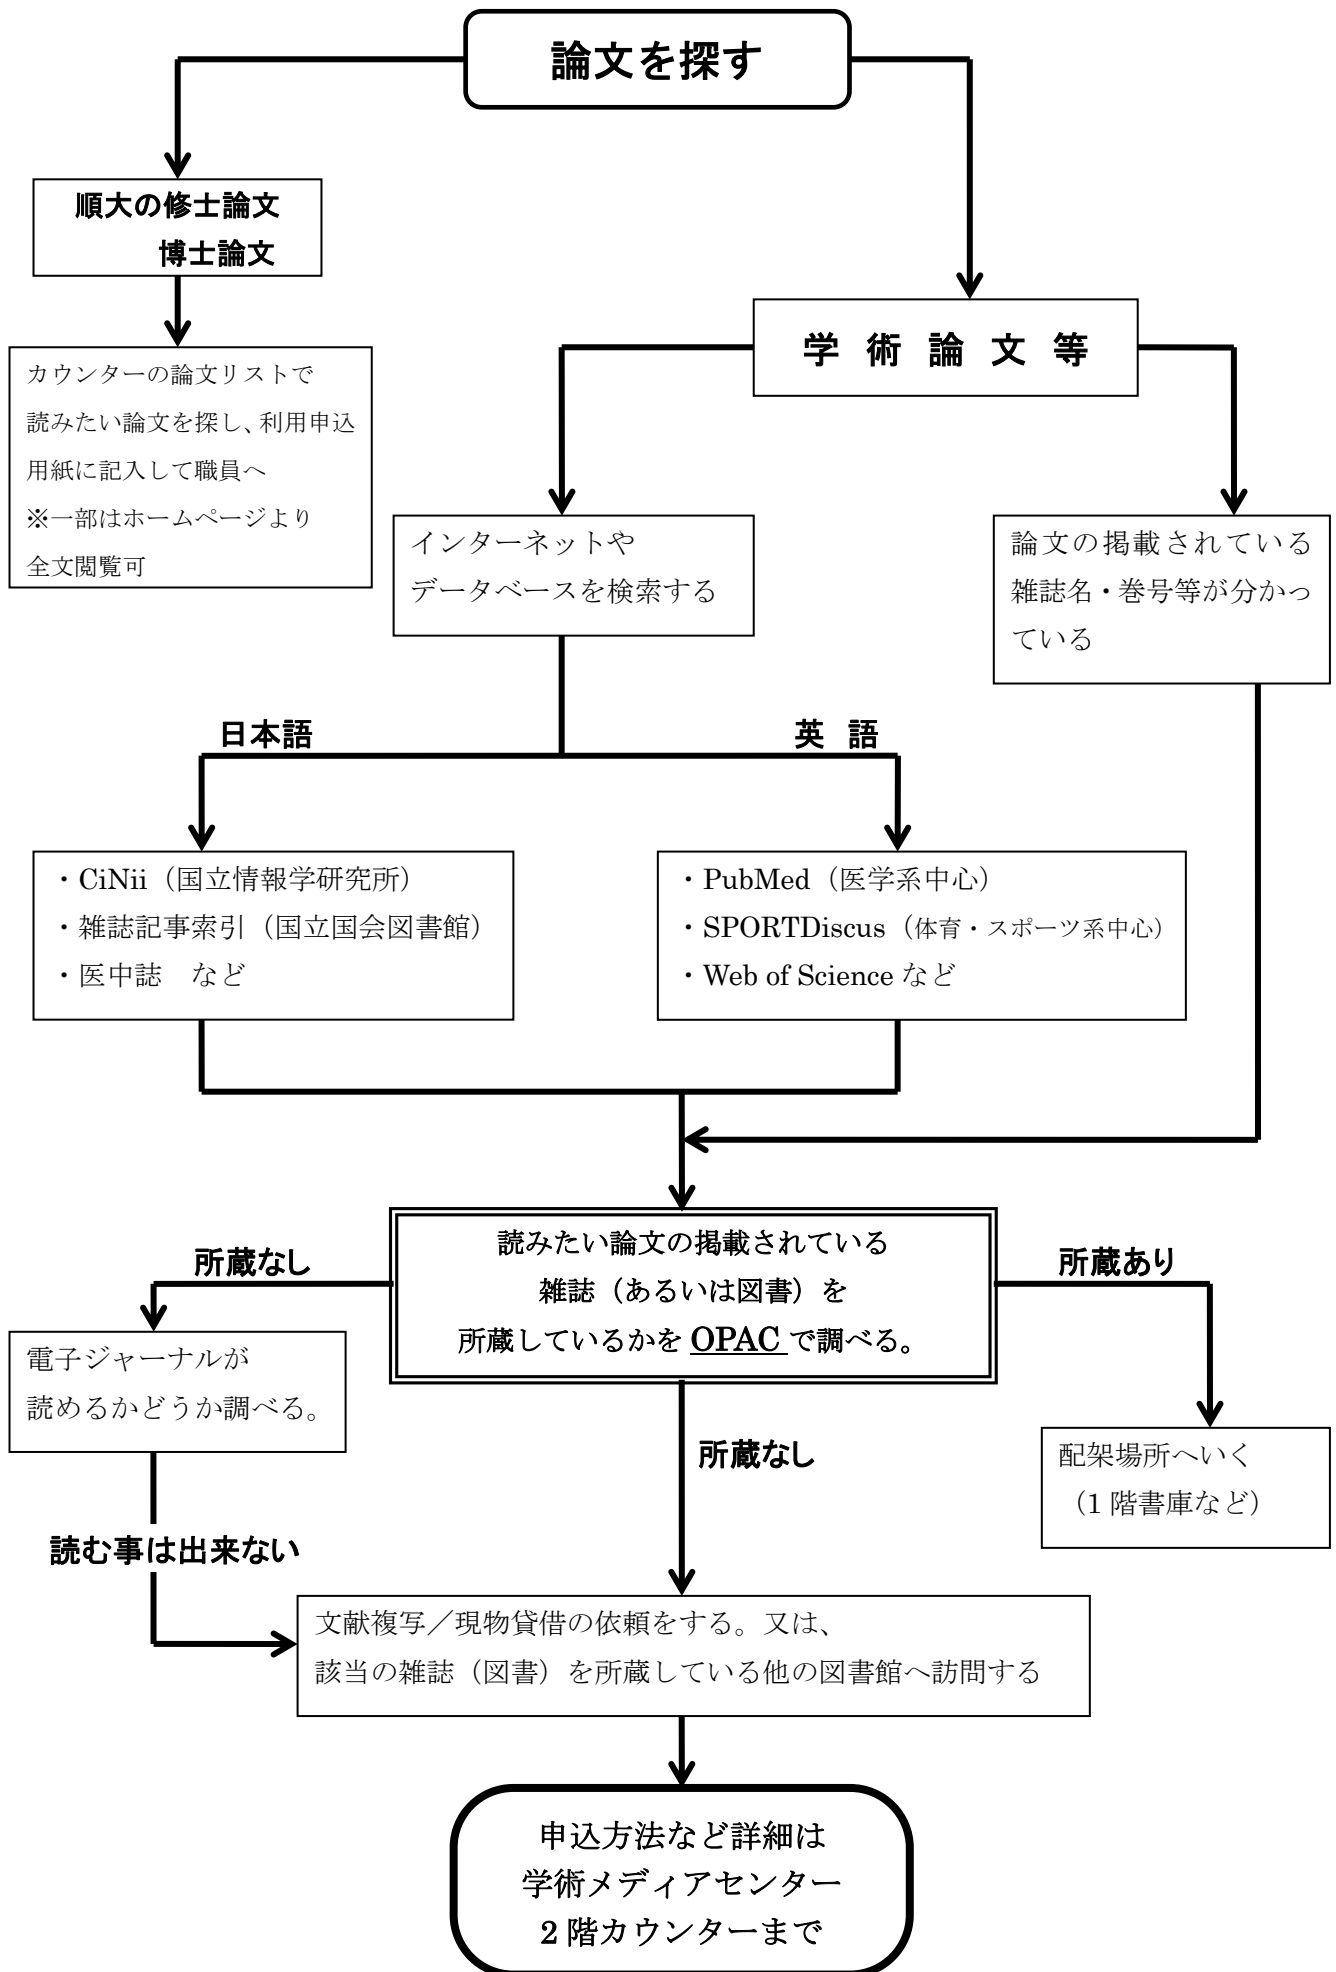 論文を探す
順大の修士論文
博士論文
カウンターの論文リストで
読みたい論文を探し、利用申込
用紙に記入して職員へ
※一部はホームページより
全文閲覧可
学 術 論 文 等
インターネットや
データベースを検索する
論文の掲載されている
雑誌名・巻号等が分かっ
ている
日本語
英 語
・CiNii（国立情報学研究所）
・雑誌記事索引（国立国会図書館）
・医中誌 など
・PubMed（医学系中心）
・SPORTDiscus（体育・スポーツ系中心）
・Web of Science など
読みたい論文の掲載されている
雑誌（あるいは図書）を
所蔵しているかを OPAC で調べる。
所蔵なし
所蔵あり
電子ジャーナルが
読めるかどうか調べる。
所蔵なし
配架場所へいく
（1 階書庫など）
読む事は出来ない
文献複写／現物貸借の依頼をする。又は、
該当の雑誌（図書）を所蔵している他の図書館へ訪問する
申込方法など詳細は
学術メディアセンター
2 階カウンターまで